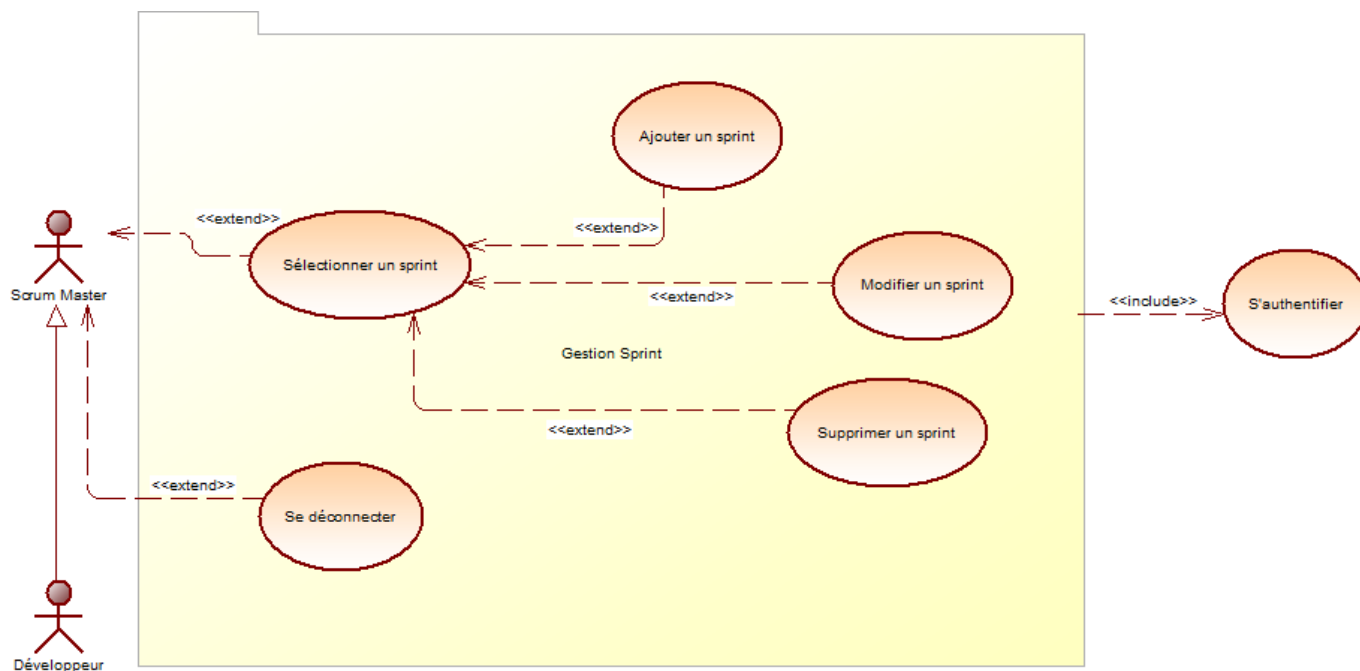 Ajouter un sprint
<<extend>>
<<extend>>
Scrum Master
Sélectionner un sprint
Modifier un sprint
<<extend>>
<<include>>
S'authentifier
Gestion Sprint
<<extend>>
Supprimer un sprint
<<extend>>
Se déconnecter
Développeur